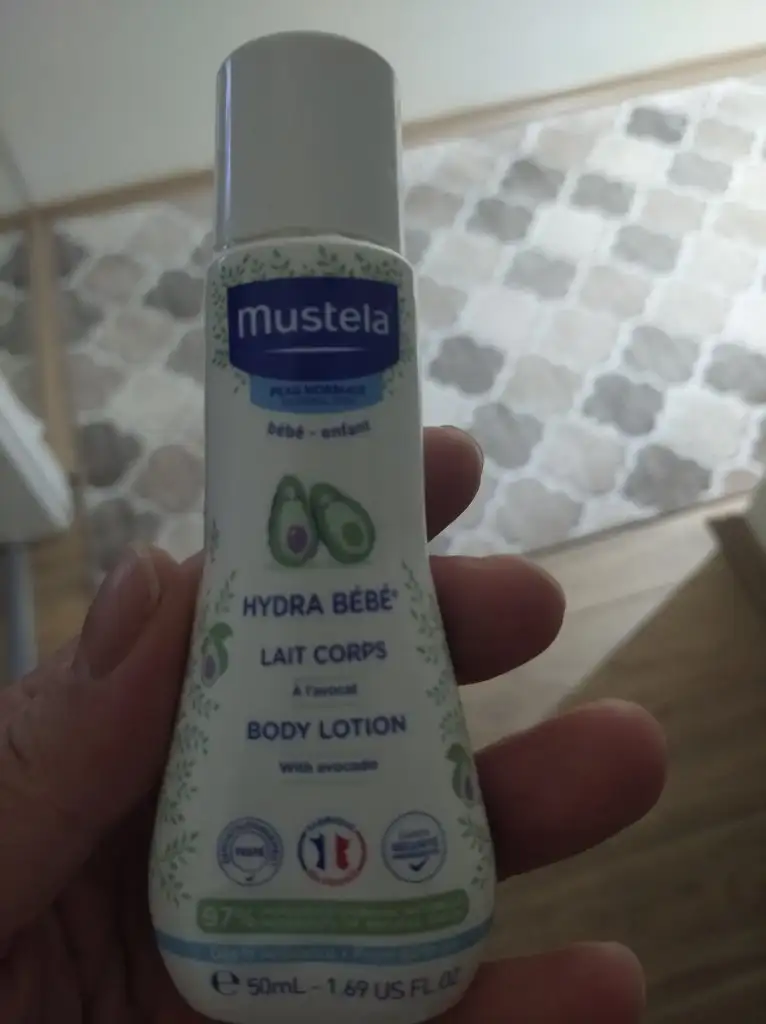 mustela
PEAU NORMALE
bébé - enfant
HYDRA BÉBÉ®
LAIT CORPS
À l'avocat
BODY LOTION
With avocado
97%
e 50mL - 1.69 US FL.OZ